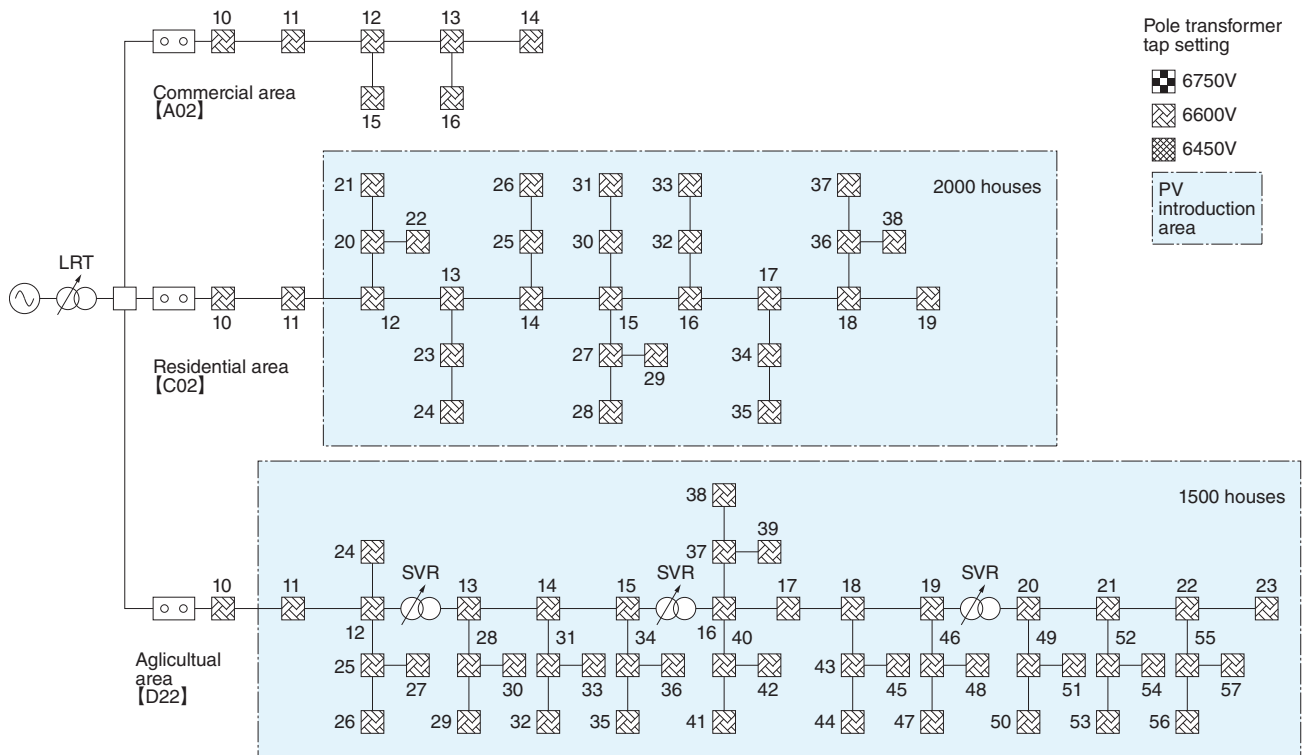 10 11 12 13 14
Commercial area
【A02】
15 16
Pole transformer
tap setting
6750V
6600V
6450V
PV
introduction
area
2000 houses
21 26 31 33 37
22 38
20 25 30 32 36
LRT
13 17
10 11 12 14 15 16 18 19
Residential area
【C02】
23 27 34
29
24 28 35
1500 houses
38
39
24 37
SVR SVR SVR
10 11 13 14 15 17 18 19 20 21 22 23
12 16
28 31 34 40 46 49 52 55
Aglicultual
area
【D22】
25 43
27 30 33 36 42 45 48 51 54 57
26 29 32 35 41 44 47 50 53 56